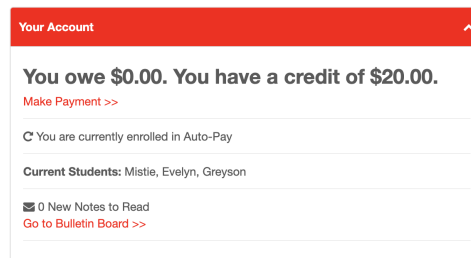 Your Account
You owe $0.00. You have a credit of $20.00.
Make Payment >>
You are currently enrolled in Auto-Pay
Current Students: Mistie, Evelyn, Greyson
0 New Notes to Read
Go to Bulletin Board >>